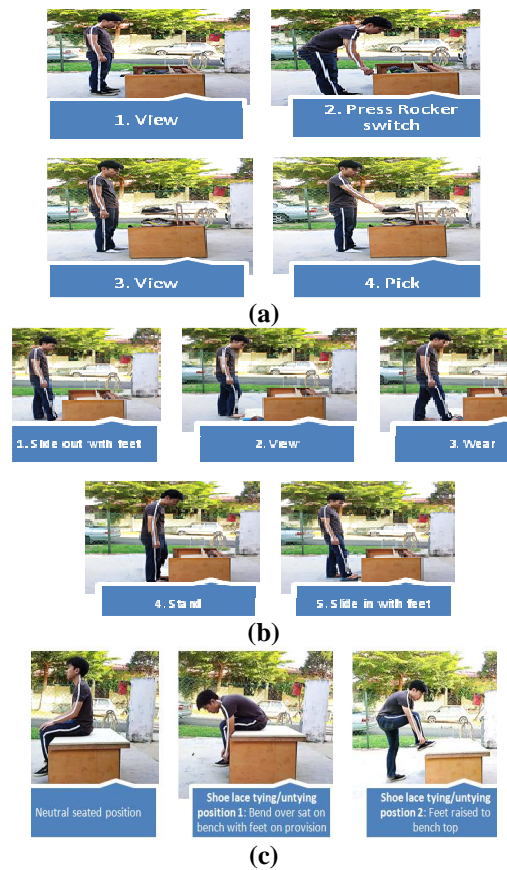 1. View
2. Press Rocker
switch
3. View
4. Pick
(a)
1. Slide out with feet
2. View
3. Wear
4. Stand
5. Slide in with feet
(b)
Neutral seated position
Shoe lace tying/untying
position 1: Bend over sat on
bench with feet on provision
Shoe lace tying/untying
postion 2: Feet raised to
bench top
(c)